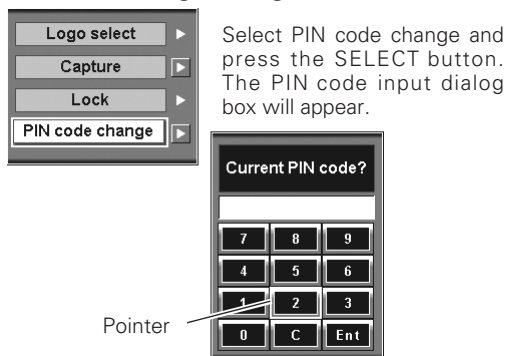 Logo select
Capture
Lock
PIN code change
Select PIN code change and
press the SELECT button.
The PIN code input dialog
box will appear.
Current PIN code?
7 8 9
4 5 6
1 2 3
0 C Ent
Pointer